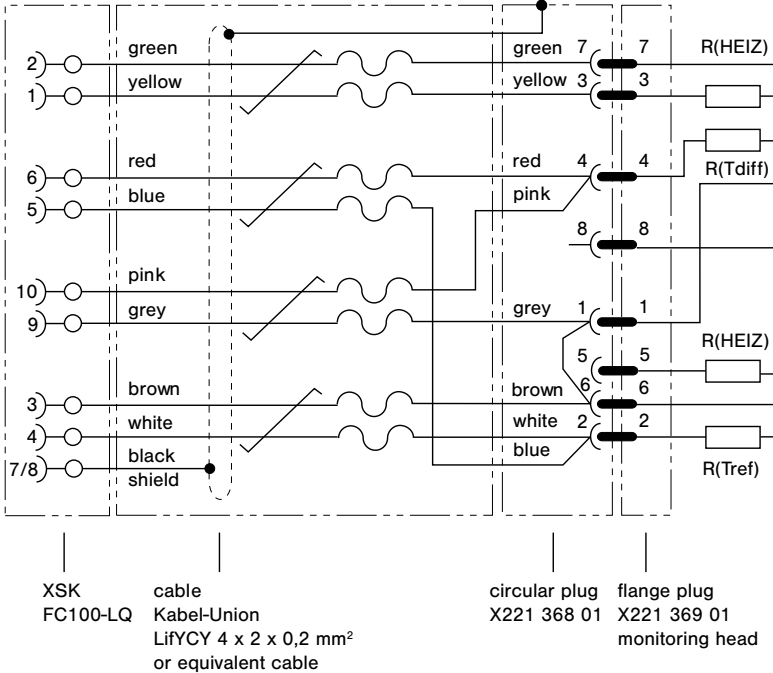 green green 7 7 R(HEIZ)
2
yellow yellow 3 3
1
red red 4 4
6 R(Tdiff)
blue pink
5
8 8
pink
10
grey grey 1 1
9
R(HEIZ)
5 5
brown brown 6 6
3
white white 2 2
4
black blue
7/8 R(Tref)
shield
XSK
FC100-LQ
cable
Kabel-Union
LifYCY 4 x 2 x 0,2 mm²
or equivalent cable
circular plug
X221 368 01
flange plug
X221 369 01
monitoring head